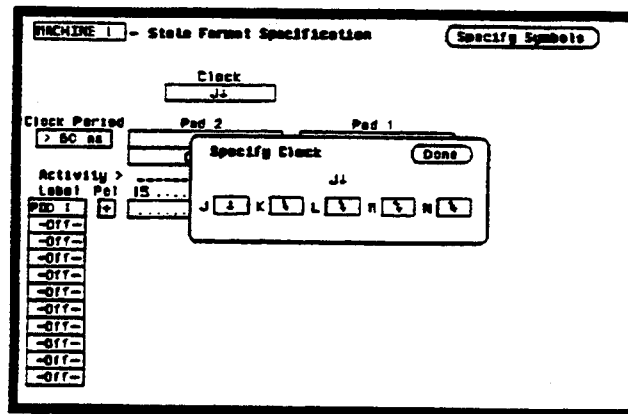 MACHINE 1 - State Format Specification Specify Symbols
Clock
J↓
Clock Period Pod 2 Pod 1
> 60 ns
Specify Clock Done
Activity >
J↓
Label Pol 15 ....
J ↓ K L M N
POD 1 + .......
-Off-
-Off-
-Off-
-Off-
-Off-
-Off-
-Off-
-Off-
-Off-
-Off-